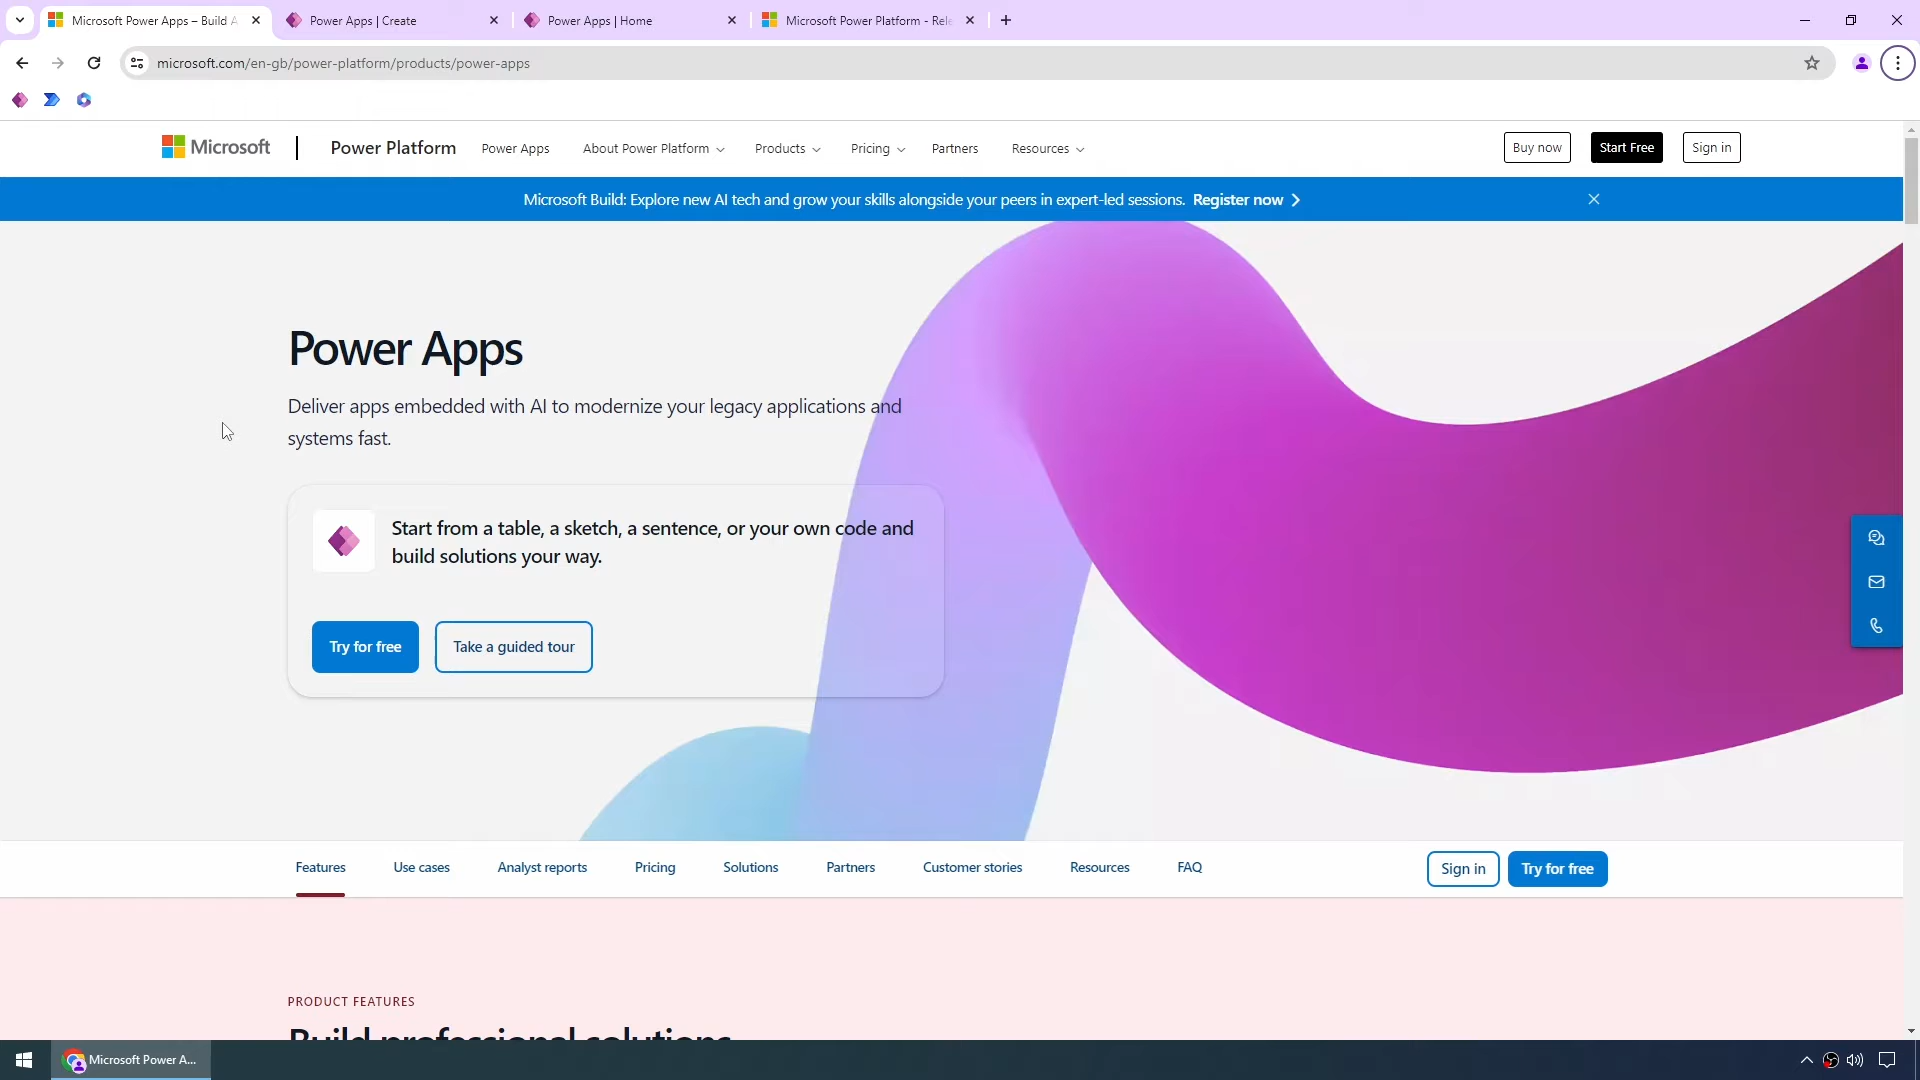 Microsoft Power Apps – Build A
Power Apps | Create
Power Apps | Home
Microsoft Power Platform - Rele
microsoft.com/en-gb/power-platform/products/power-apps
Microsoft
Power Platform
Power Apps
About Power Platform
Products
Pricing
Partners
Resources
Buy now
Start Free
Sign in
Microsoft Build: Explore new AI tech and grow your skills alongside your peers in expert-led sessions. Register now
Power Apps
Deliver apps embedded with AI to modernize your legacy applications and
systems fast.
Start from a table, a sketch, a sentence, or your own code and
build solutions your way.
Try for free
Take a guided tour
Features
Use cases
Analyst reports
Pricing
Solutions
Partners
Customer stories
Resources
FAQ
Sign in
Try for free
PRODUCT FEATURES
Build professional solutions
Microsoft Power A...